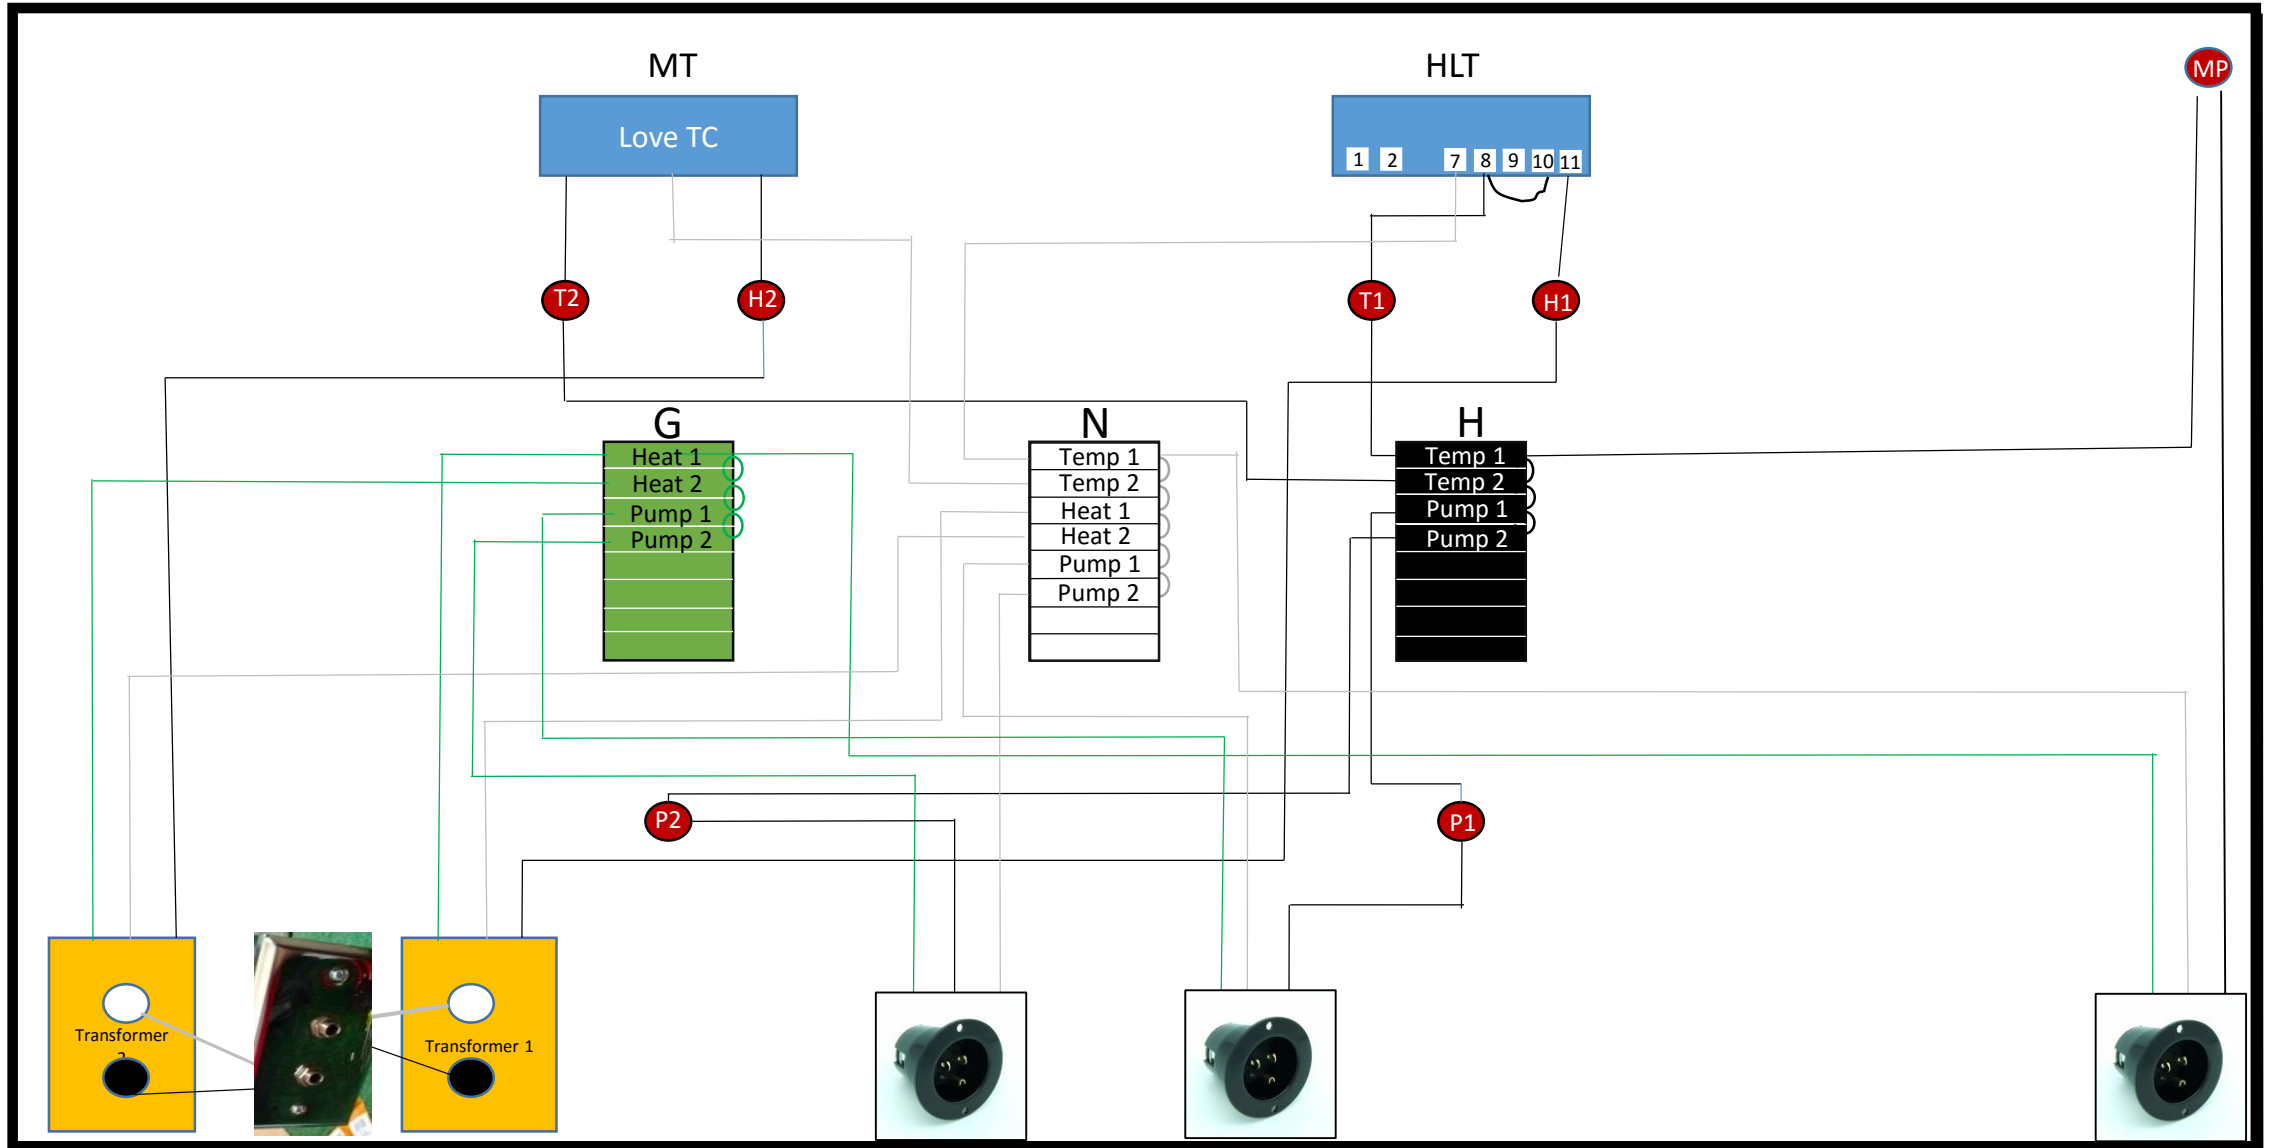 MT
HLT
MP
Love TC
1 2 7 8 9 10 11
T2
H2
T1
H1
G
N
H
Heat 1
Heat 2
Pump 1
Pump 2
Temp 1
Temp 2
Heat 1
Heat 2
Pump 1
Pump 2
Temp 1
Temp 2
Pump 1
Pump 2
P2
P1
Transformer
Transformer 1